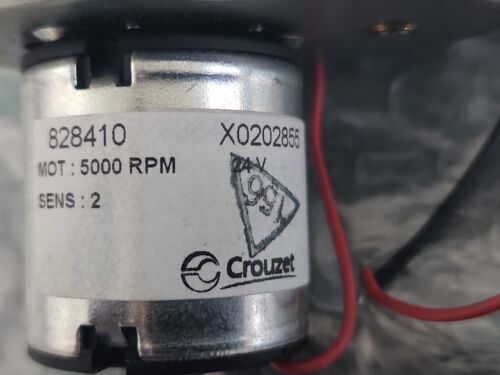 828410 X0202855
MOT : 5000 RPM 24 V
SENS : 2
Crouzet